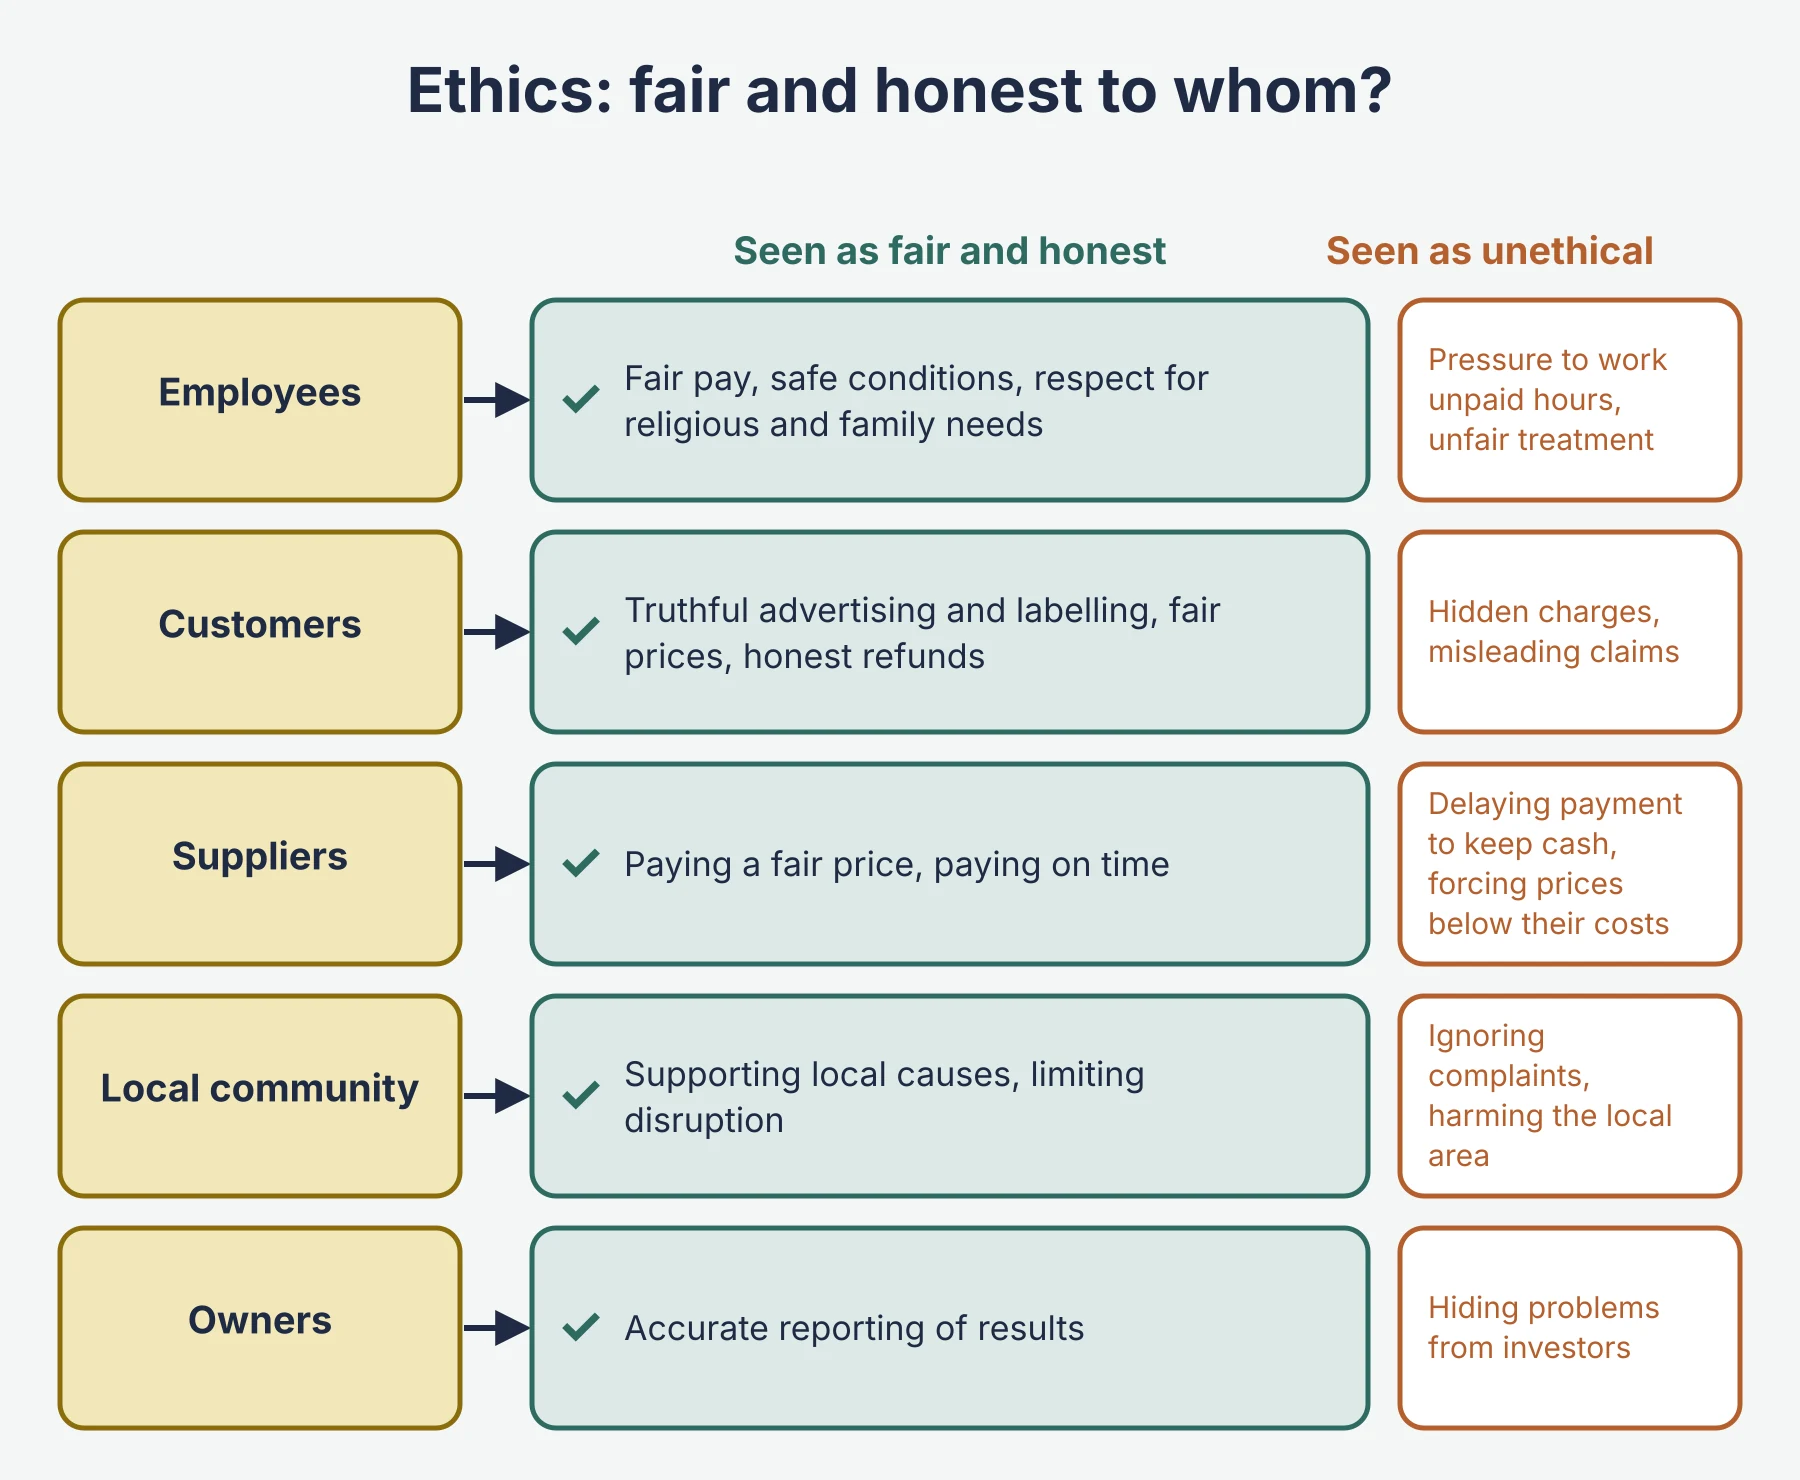 Ethics: fair and honest to whom?
Seen as fair and honest
Seen as unethical
Employees
Fair pay, safe conditions, respect for
religious and family needs
Pressure to work
unpaid hours,
unfair treatment
Customers
Truthful advertising and labelling, fair
prices, honest refunds
Hidden charges,
misleading claims
Suppliers
Paying a fair price, paying on time
Delaying payment
to keep cash,
forcing prices
below their costs
Local community
Supporting local causes, limiting
disruption
Ignoring
complaints,
harming the local
area
Owners
Accurate reporting of results
Hiding problems
from investors